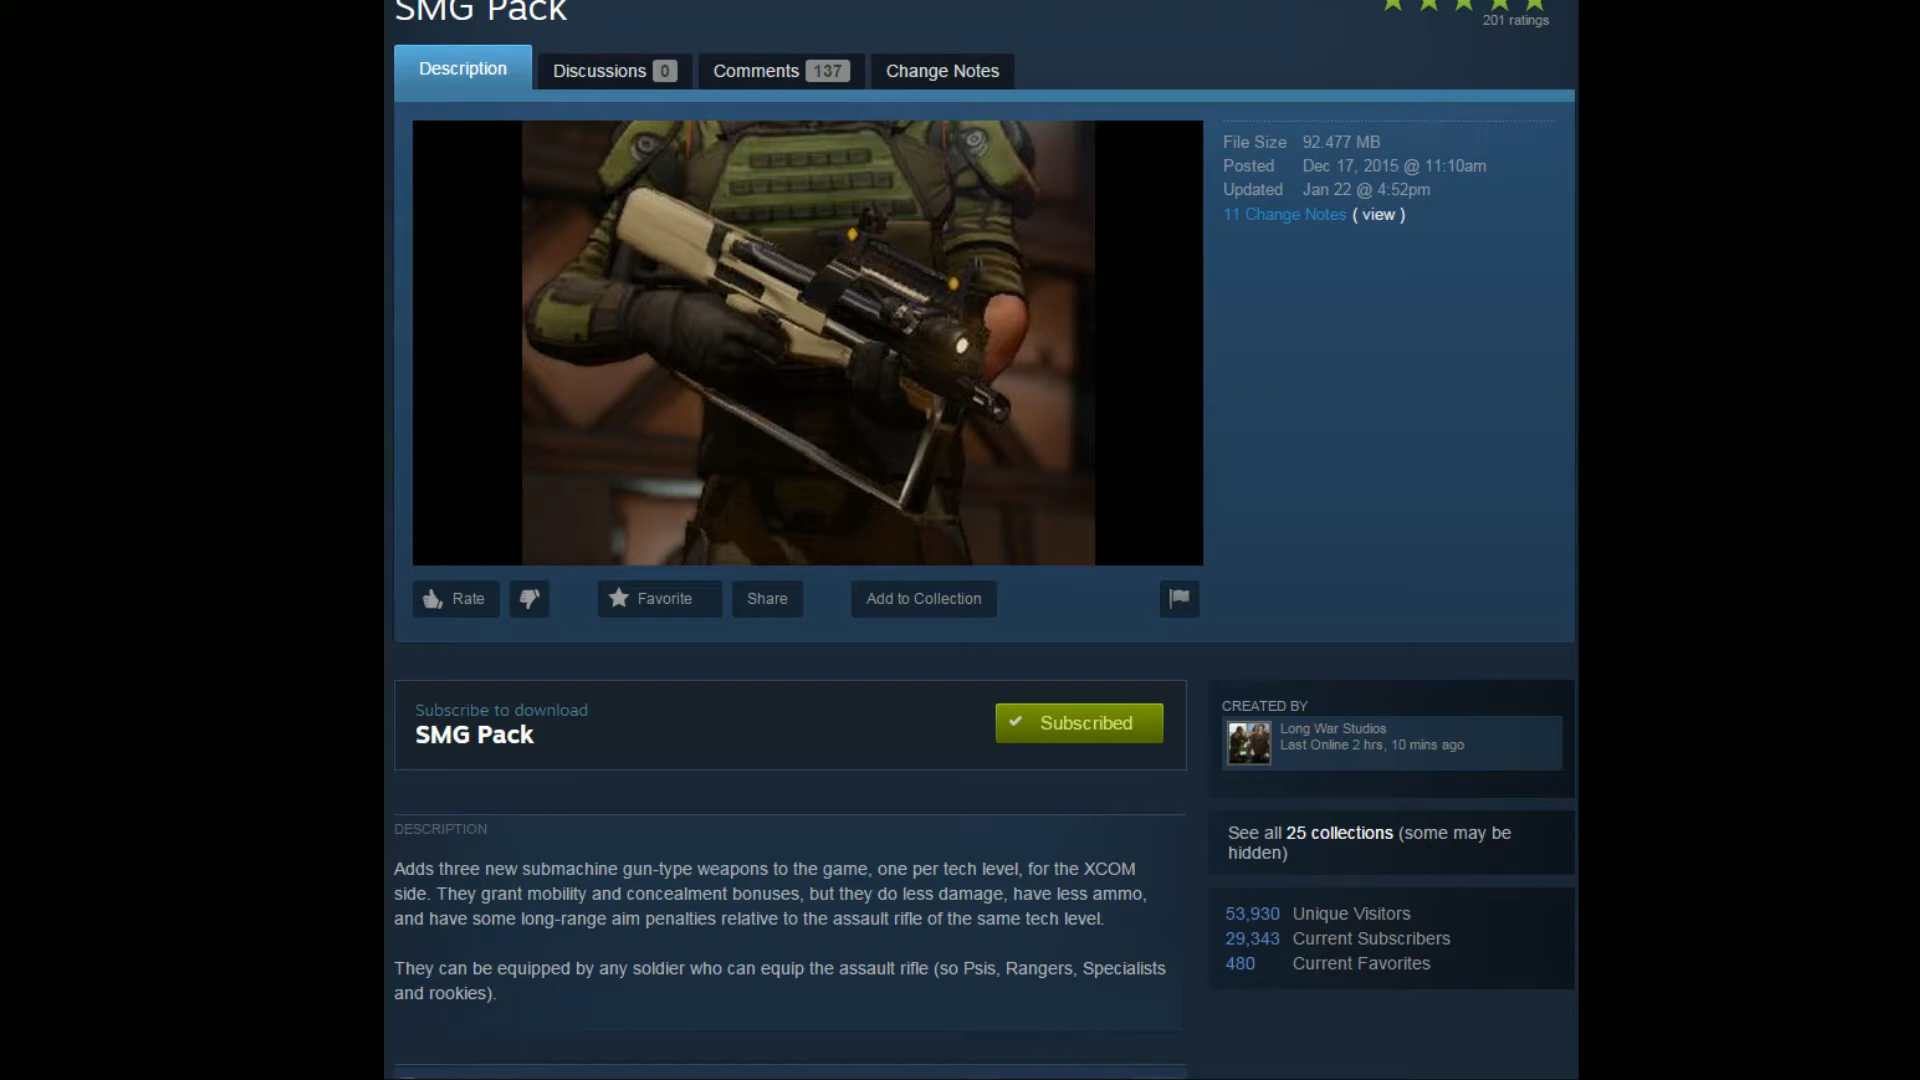 SMG Pack
201 ratings
Description
Discussions 0
Comments 137
Change Notes
File Size 92.477 MB
Posted Dec 17, 2015 @ 11:10am
Updated Jan 22 @ 4:52pm
11 Change Notes ( view )
Rate
Favorite
Share
Add to Collection
Subscribe to download
SMG Pack
Subscribed
CREATED BY
Long War Studios
Last Online 2 hrs, 10 mins ago
See all 25 collections (some may be
hidden)
53,930 Unique Visitors
29,343 Current Subscribers
480 Current Favorites
DESCRIPTION
Adds three new submachine gun-type weapons to the game, one per tech level, for the XCOM
side. They grant mobility and concealment bonuses, but they do less damage, have less ammo,
and have some long-range aim penalties relative to the assault rifle of the same tech level.
They can be equipped by any soldier who can equip the assault rifle (so Psis, Rangers, Specialists
and rookies).